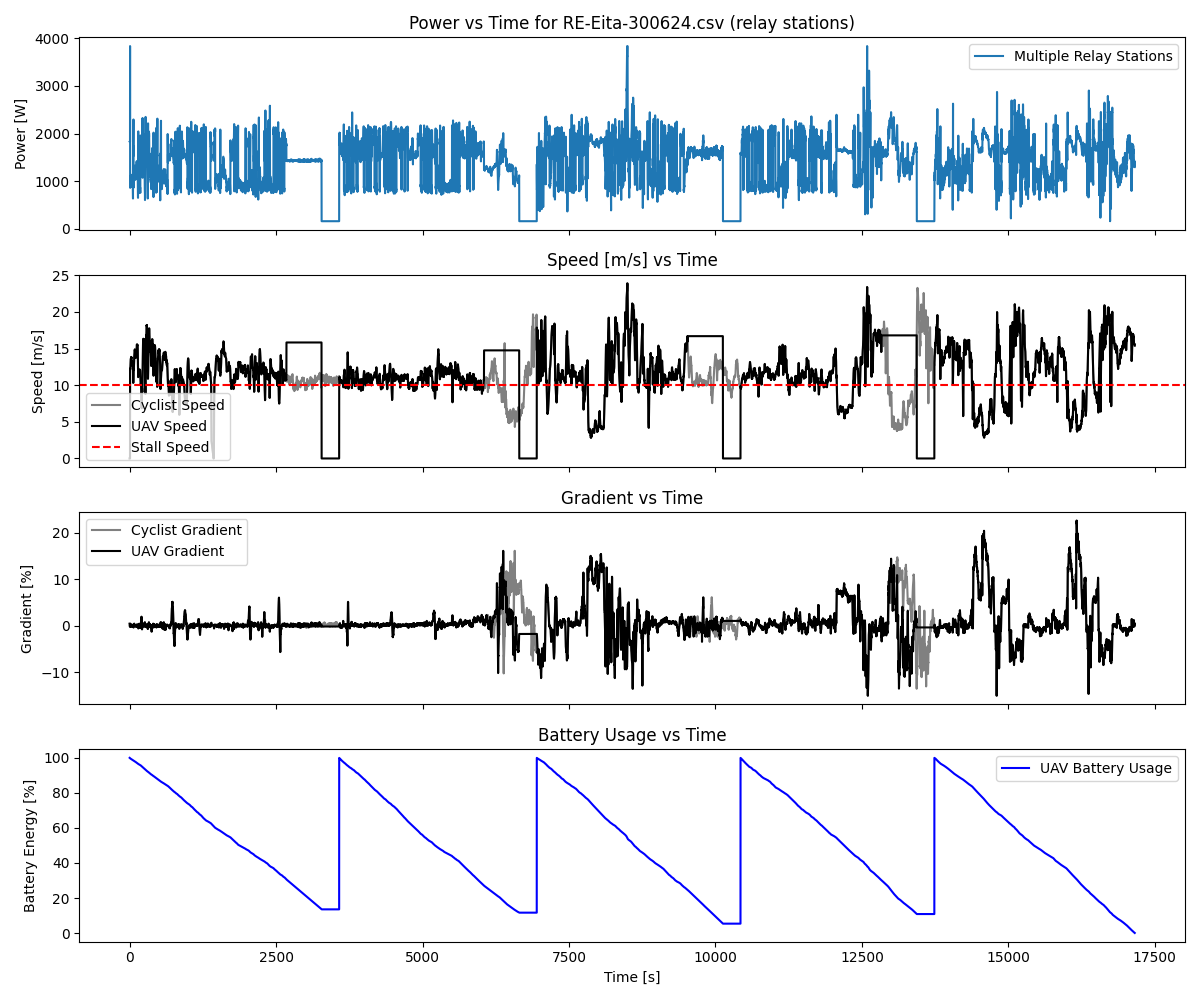 Power vs Time for RE-Eita-300624.csv (relay stations)
4000
3000
2000
1000
0
Power [W]
Multiple Relay Stations
Speed [m/s] vs Time
25
20
15
10
5
0
Speed [m/s]
Cyclist Speed
UAV Speed
Stall Speed
Gradient vs Time
20
10
0
−10
Gradient [%]
Cyclist Gradient
UAV Gradient
Battery Usage vs Time
100
80
60
40
20
0
Battery Energy [%]
UAV Battery Usage
0 2500 5000 7500 10000 12500 15000 17500
Time [s]